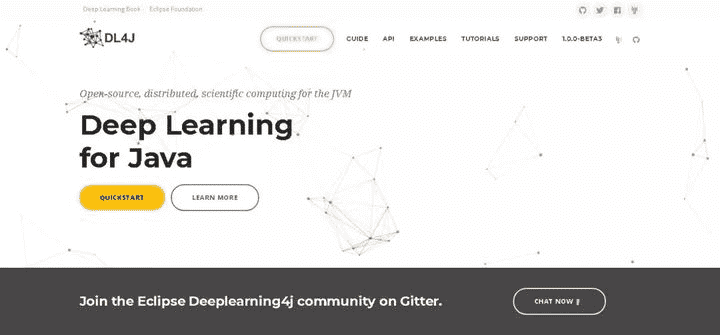 Deep Learning Book Eclipse Foundation
DL4J
QUICKSTART GUIDE API EXAMPLES TUTORIALS SUPPORT 1.0.0-BETA3
Open-source, distributed, scientific computing for the JVM
Deep Learning
for Java
QUICKSTART LEARN MORE
Join the Eclipse Deeplearning4j community on Gitter.
CHAT NOW